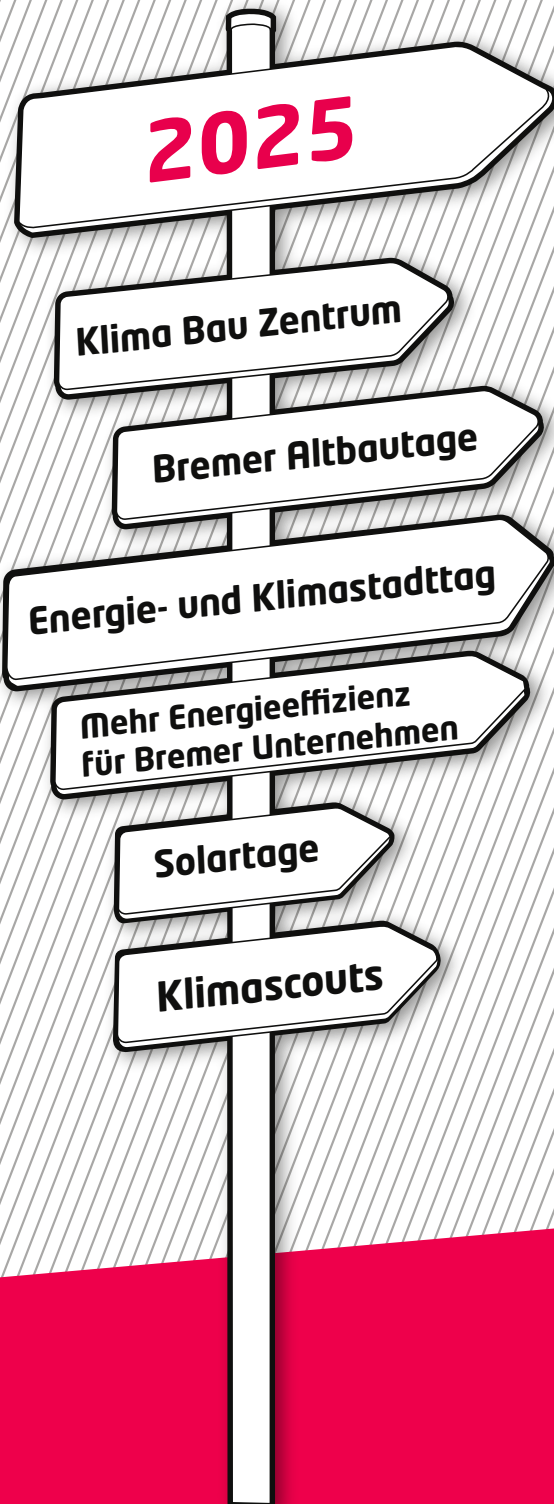 2025
Klima Bau Zentrum
Bremer Altbautage
Energie- und Klimastadttag
Mehr Energieeffizienz
für Bremer Unternehmen
Solartage
Klimascouts